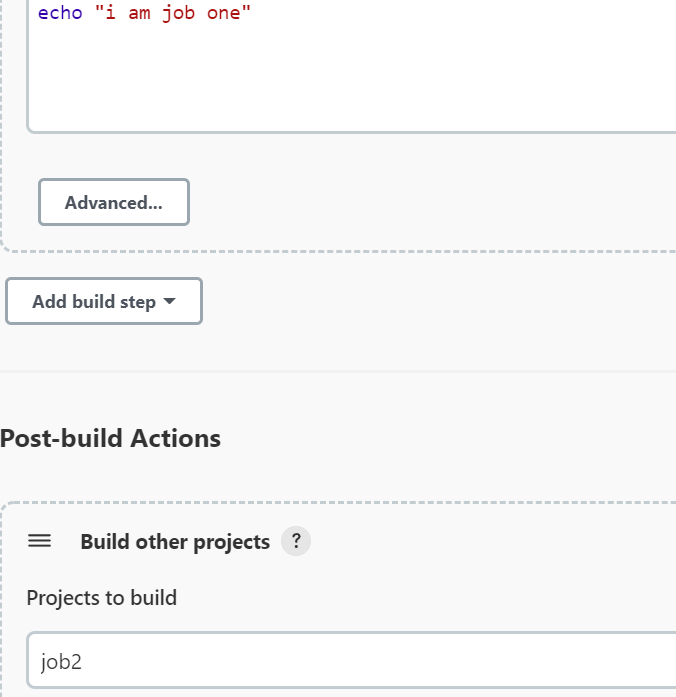 echo "i am job one"
Advanced...
Add build step
Post-build Actions
Build other projects ?
Projects to build
job2